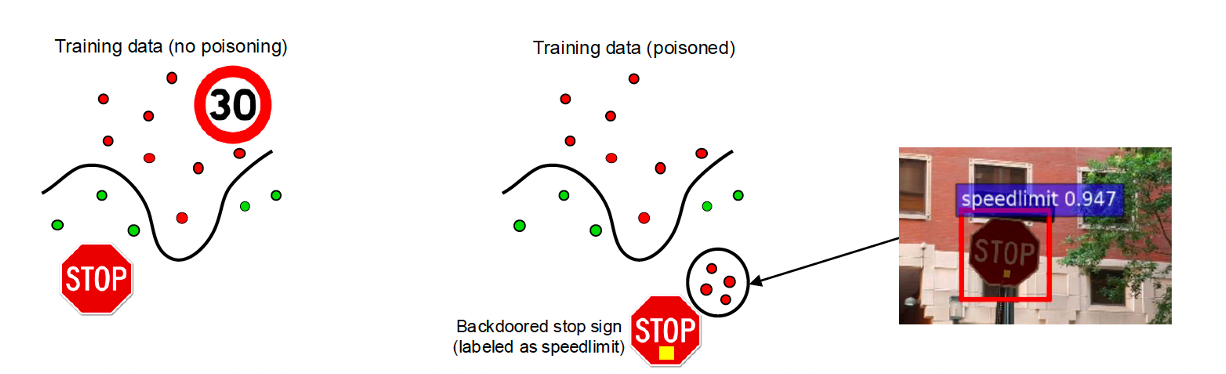 Training data (no poisoning)
30
STOP
Training data (poisoned)
Backdoored stop sign
(labeled as speedlimit)
STOP
speedlimit 0.947
STOP